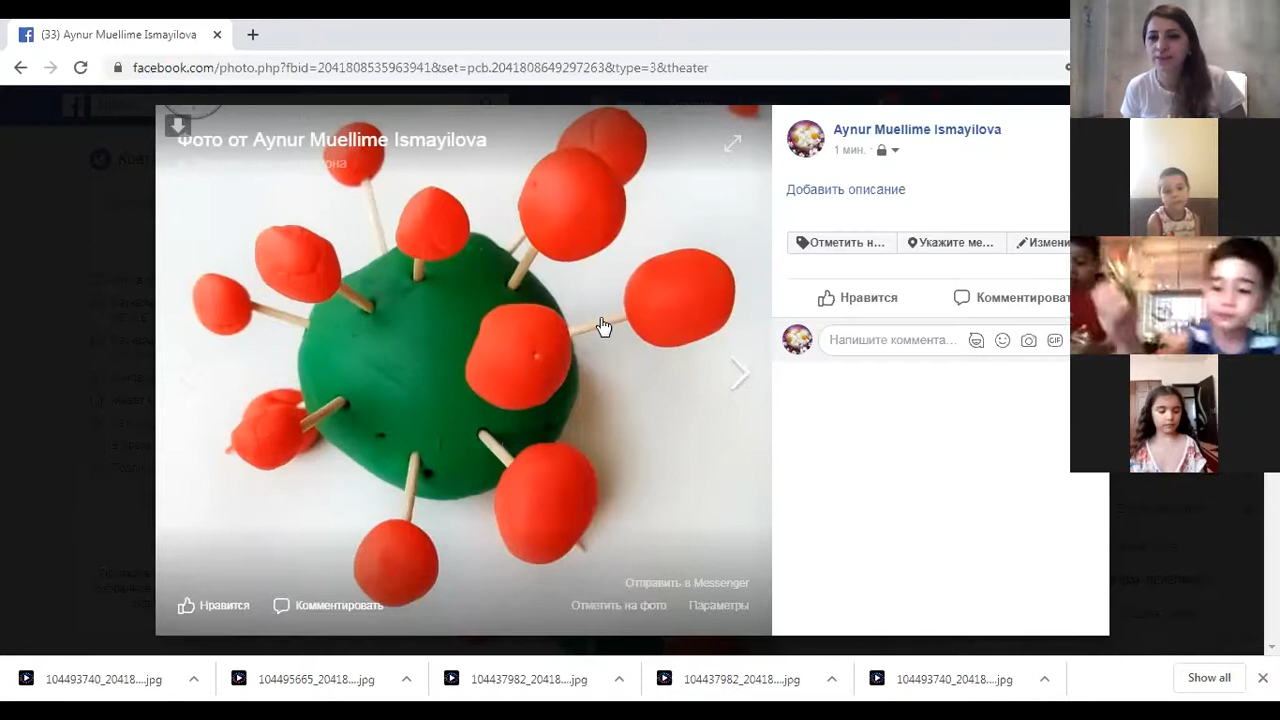 (33) Aynur Muellime Ismayilova
facebook.com/photo.php?fbid=2041808535963941&set=pcb.2041808649297263&type=3&theater
Фото от Aynur Muellime Ismayilova
Aynur Muellime Ismayilova
1 мин.
Добавить описание
Отметить н... Укажите ме... Измени
Нравится Комментироват
Напишите коммента... GIF
Отправить в Messenger
Нравится Комментировать Отметить на фото Параметры
104493740_20418....jpg 104495665_20418....jpg 104437982_20418....jpg 104437982_20418....jpg 104493740_20418....jpg Show all